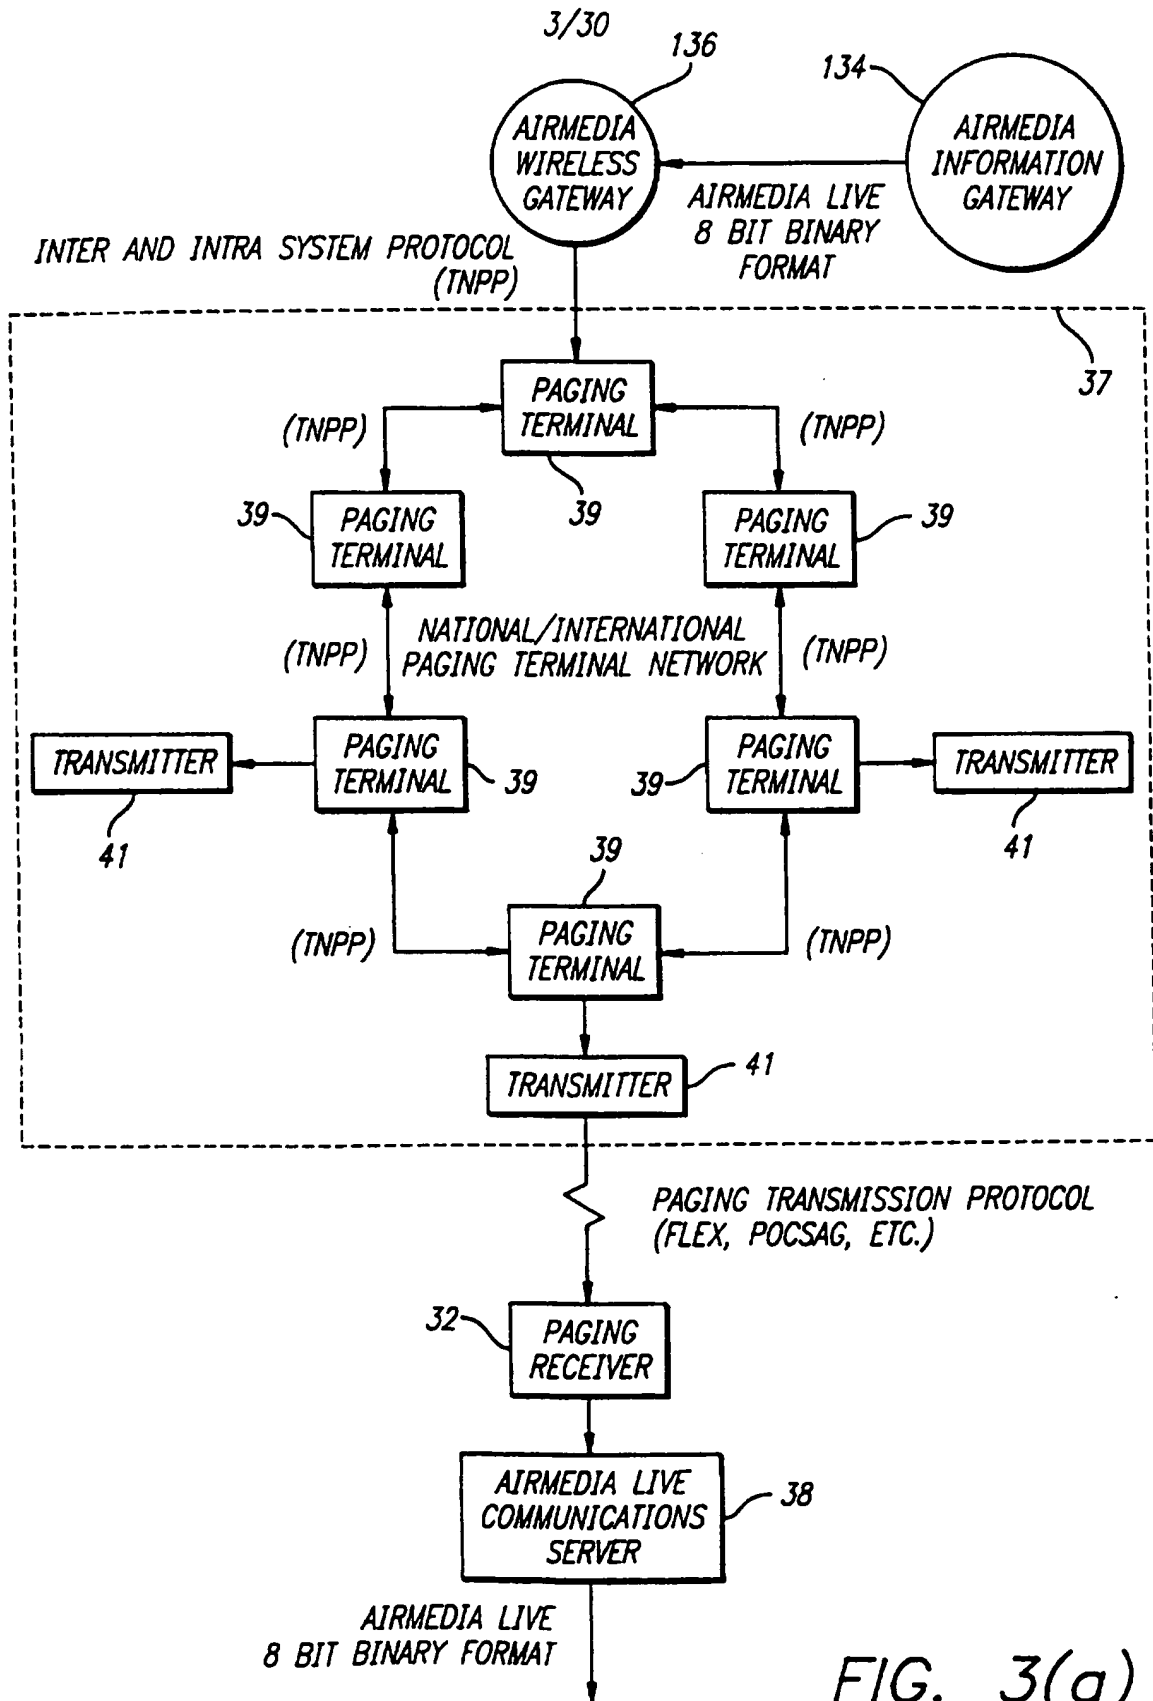 3/30
136
134
AIRMEDIA
WIRELESS
GATEWAY
AIRMEDIA
INFORMATION
GATEWAY
AIRMEDIA LIVE
8 BIT BINARY
FORMAT
INTER AND INTRA SYSTEM PROTOCOL
(TNPP)
37
PAGING
TERMINAL
39
(TNPP)
(TNPP)
39
PAGING
TERMINAL
PAGING
TERMINAL
39
(TNPP)
NATIONAL/INTERNATIONAL
PAGING TERMINAL NETWORK
(TNPP)
TRANSMITTER
41
PAGING
TERMINAL
39
39
PAGING
TERMINAL
TRANSMITTER
41
39
(TNPP)
PAGING
TERMINAL
(TNPP)
TRANSMITTER
41
PAGING TRANSMISSION PROTOCOL
(FLEX, POCSAG, ETC.)
32
PAGING
RECEIVER
AIRMEDIA LIVE
COMMUNICATIONS
SERVER
38
AIRMEDIA LIVE
8 BIT BINARY FORMAT
FIG. 3(a)